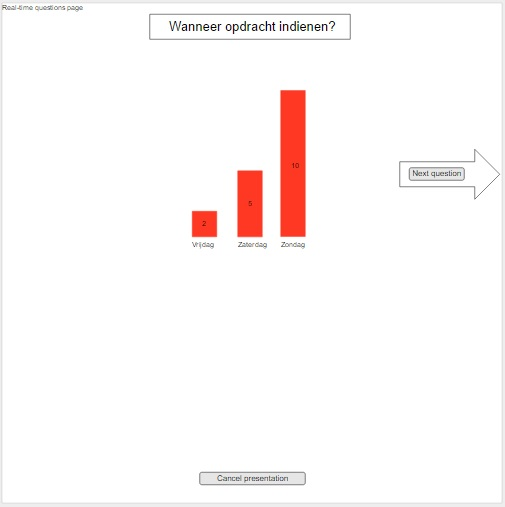 Real-time questions page
Wanneer opdracht indienen?
10
Next question
5
2
Vrijdag
Zaterdag
Zondag
Cancel presentation